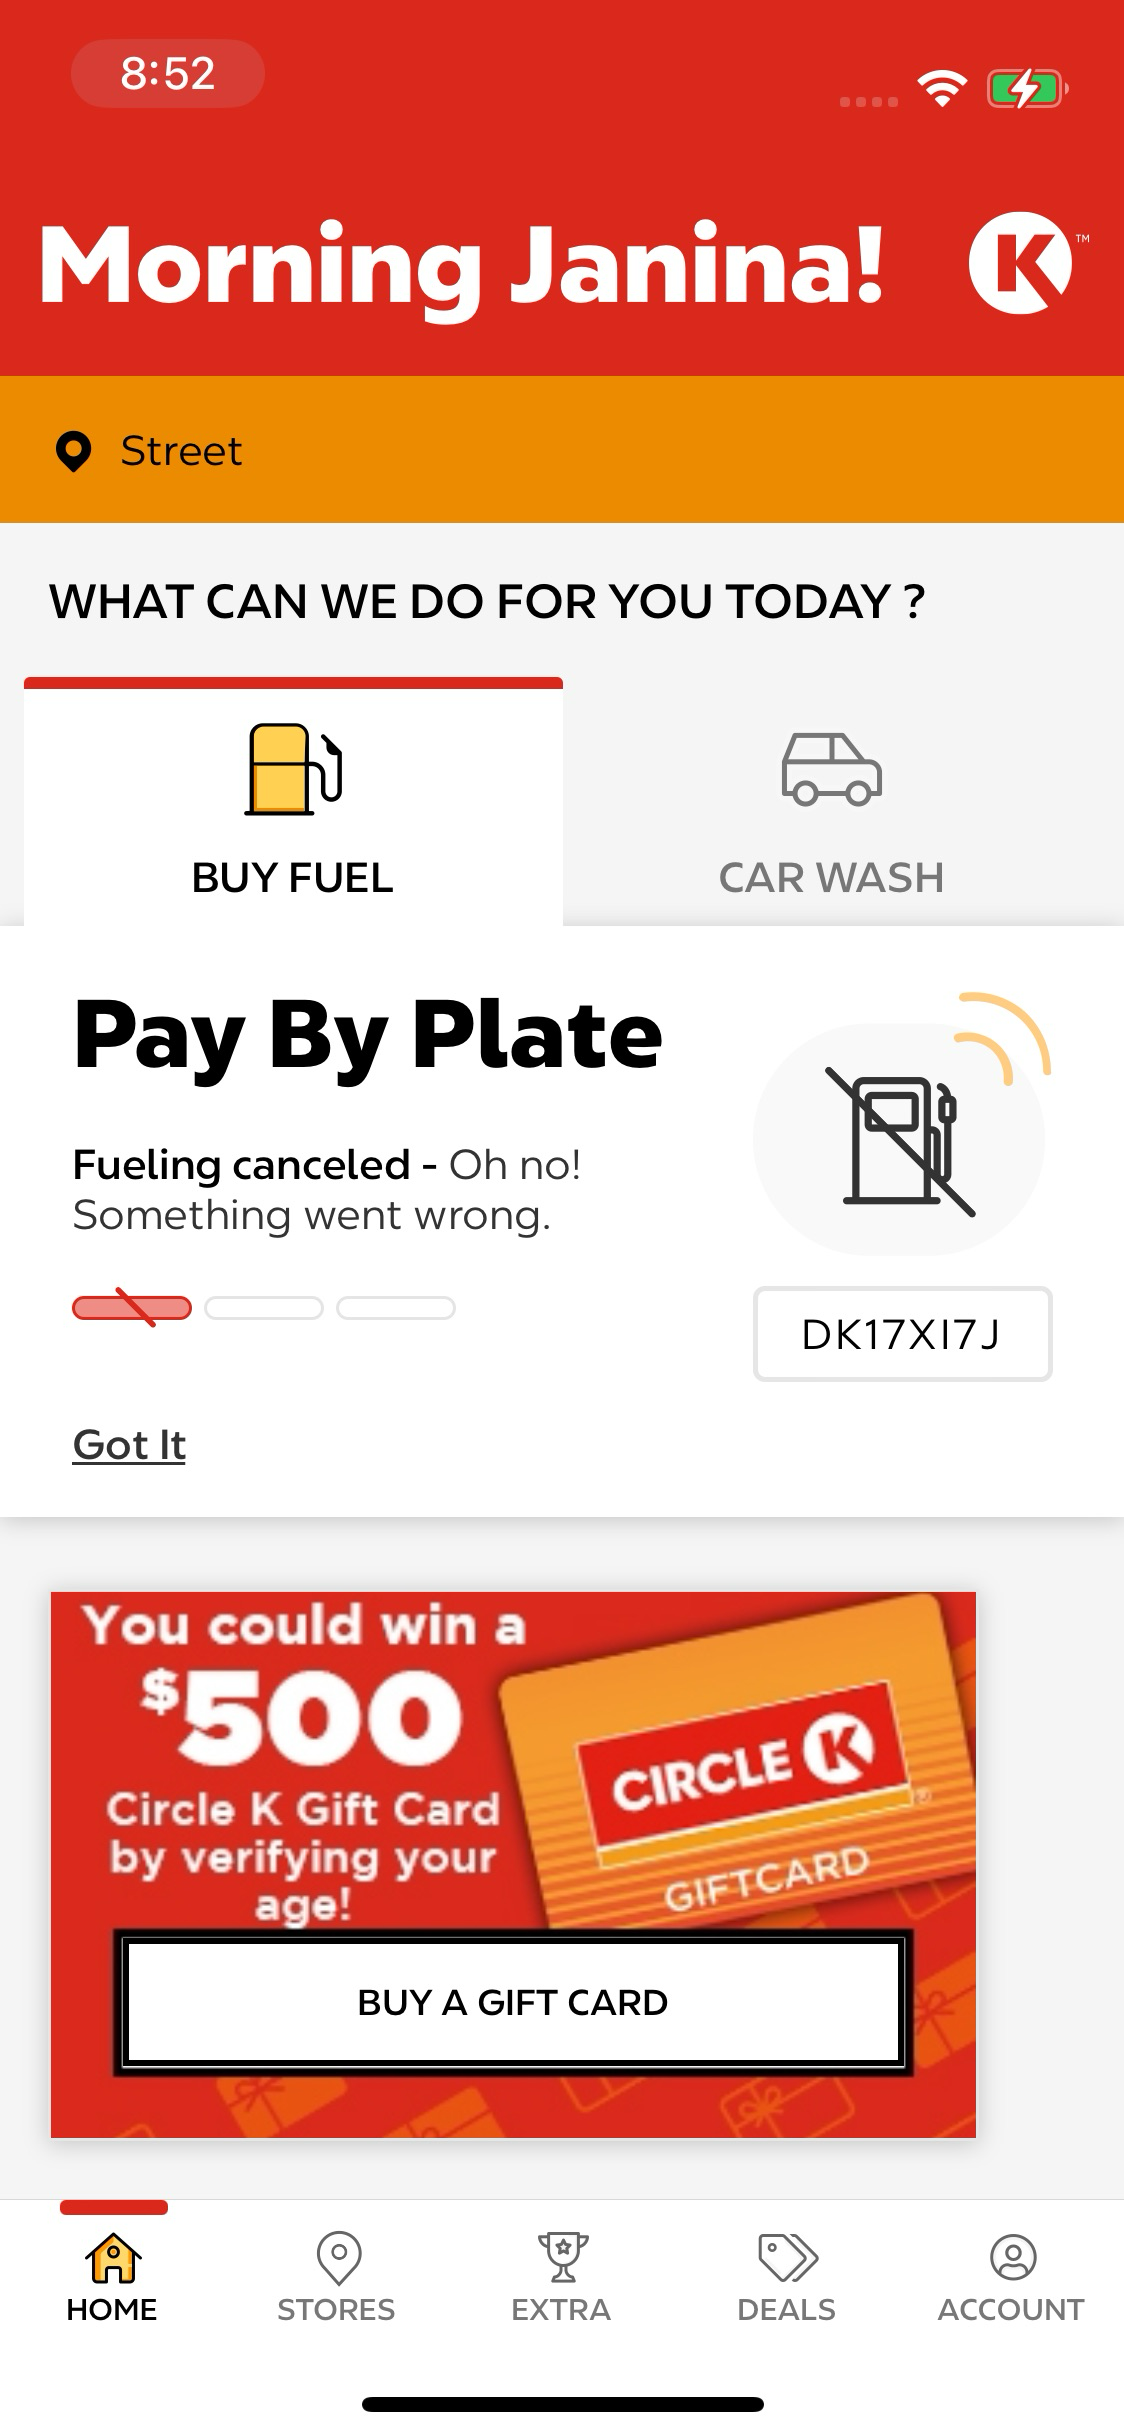 8:52
Morning Janina!
K™
Street
WHAT CAN WE DO FOR YOU TODAY ?
BUY FUEL
CAR WASH
Pay By Plate
Fueling canceled - Oh no!
Something went wrong.
DK17XI7J
Got It
You could win a
$500
Circle K Gift Card
by verifying your
age!
CIRCLE K®
GIFTCARD
BUY A GIFT CARD
HOME
STORES
EXTRA
DEALS
ACCOUNT